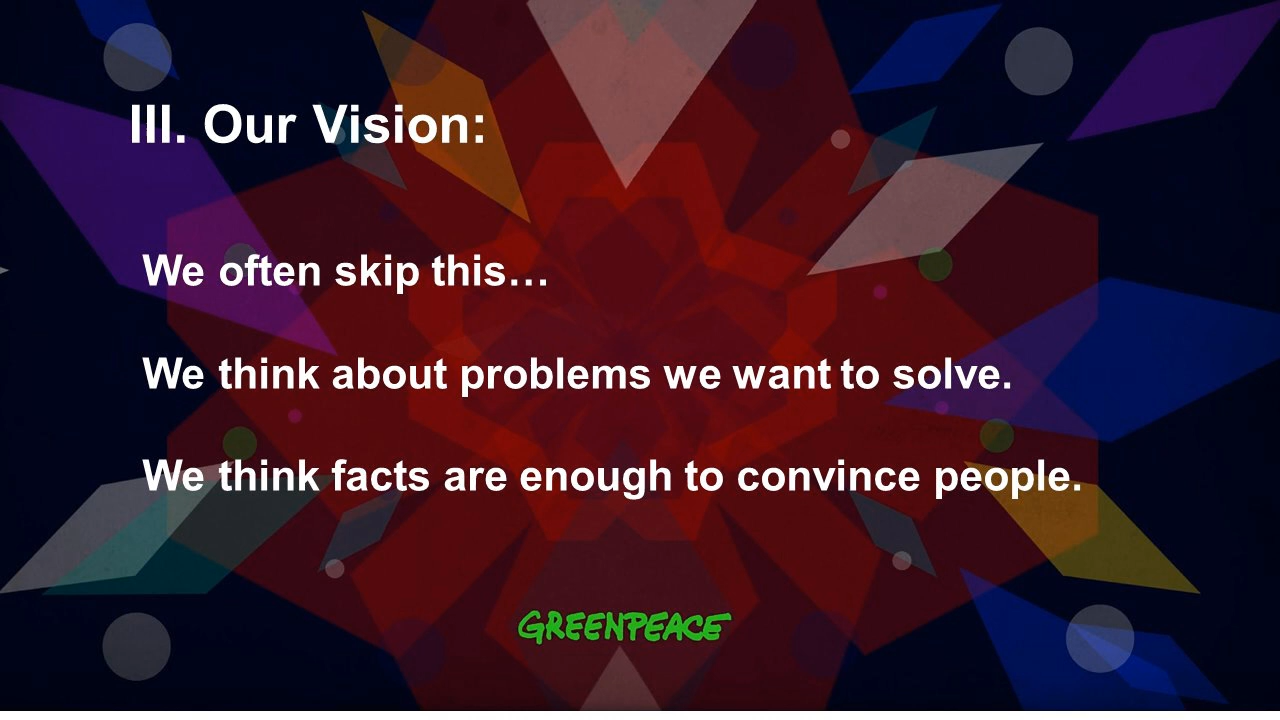 III. Our Vision:
We often skip this…
We think about problems we want to solve.
We think facts are enough to convince people.
GREENPEACE